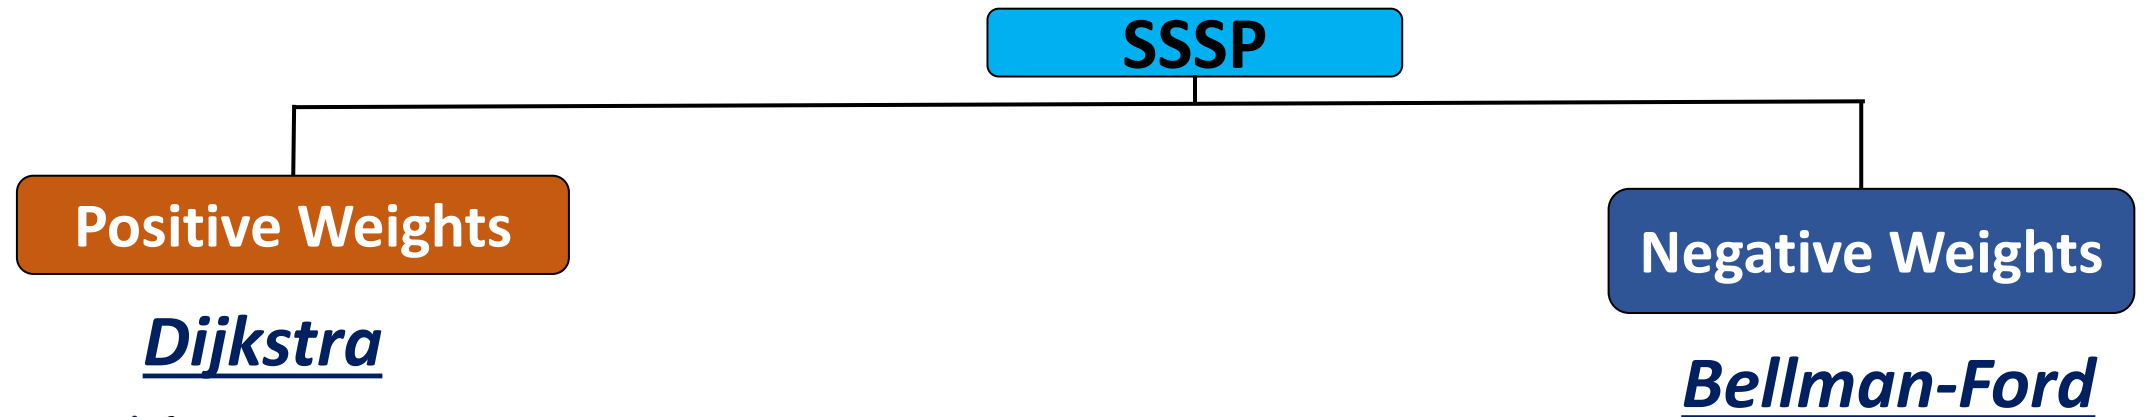 SSSP
Positive Weights
Negative Weights
Dijkstra
Bellman-Ford